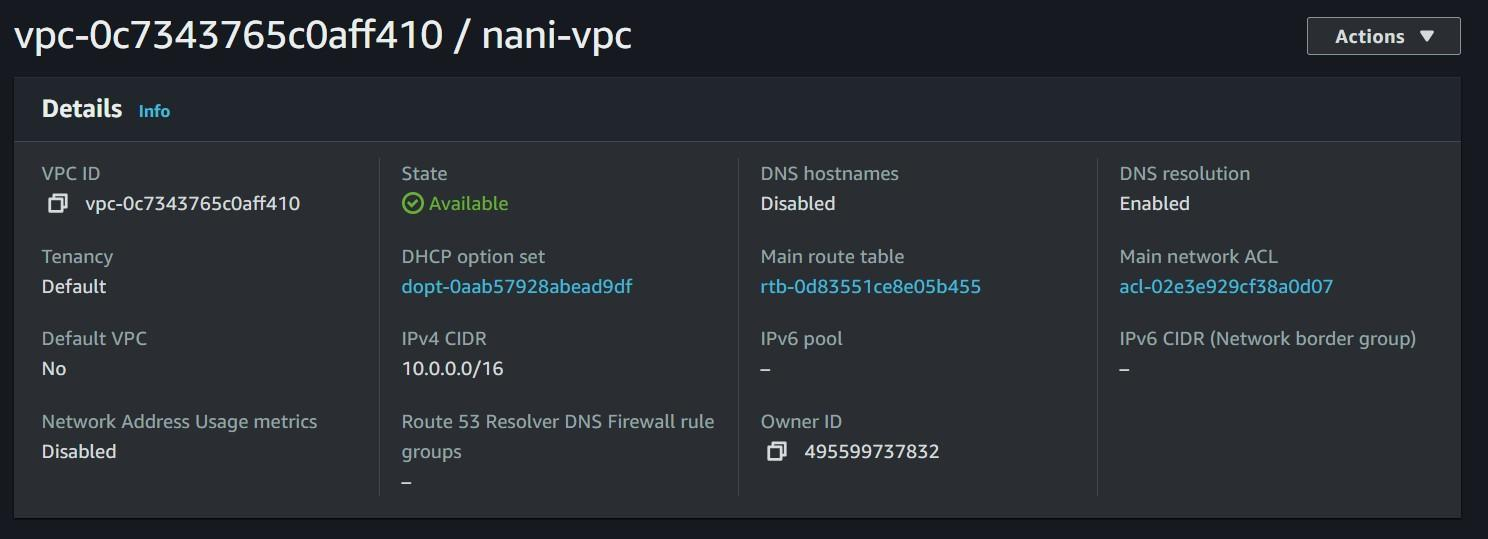 vpc-0c7343765c0aff410 / nani-vpc
Actions
Details Info
VPC ID
vpc-0c7343765c0aff410
State
Available
DNS hostnames
Disabled
DNS resolution
Enabled
Tenancy
Default
DHCP option set
dopt-0aab57928abead9df
Main route table
rtb-0d83551ce8e05b455
Main network ACL
acl-02e3e929cf38a0d07
Default VPC
No
IPv4 CIDR
10.0.0.0/16
IPv6 pool
–
IPv6 CIDR (Network border group)
–
Network Address Usage metrics
Disabled
Route 53 Resolver DNS Firewall rule
groups
–
Owner ID
495599737832